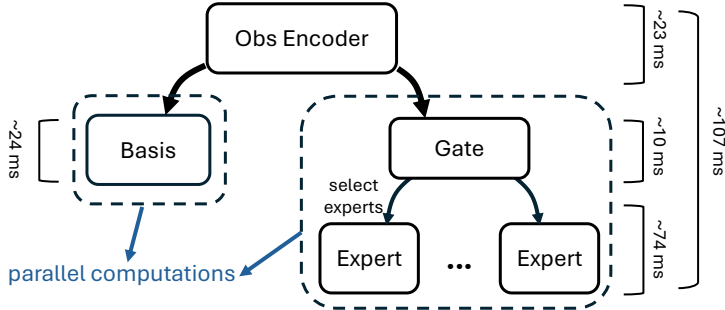 Obs Encoder
~23 ms
~107 ms
~24 ms
Basis
Gate
~10 ms
select
experts
Expert
...
Expert
~74 ms
parallel computations